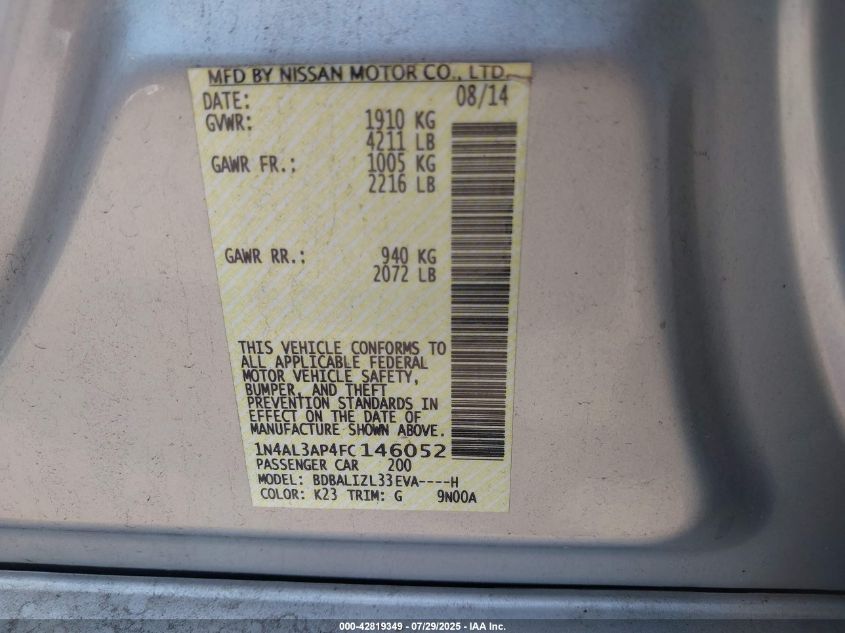 MFD BY NISSAN MOTOR CO., LTD.
DATE: 08/14
GVWR: 1910 KG
4211 LB
GAWR FR.: 1005 KG
2216 LB
GAWR RR.: 940 KG
2072 LB
THIS VEHICLE CONFORMS TO
ALL APPLICABLE FEDERAL
MOTOR VEHICLE SAFETY,
BUMPER, AND THEFT
PREVENTION STANDARDS IN
EFFECT ON THE DATE OF
MANUFACTURE SHOWN ABOVE.
1N4AL3AP4FC146052
PASSENGER CAR 200
MODEL: BDBALIZL33EVA----H
COLOR: K23 TRIM: G 9N00A
000-42819349 / 07/29/2025 - IAA Inc.